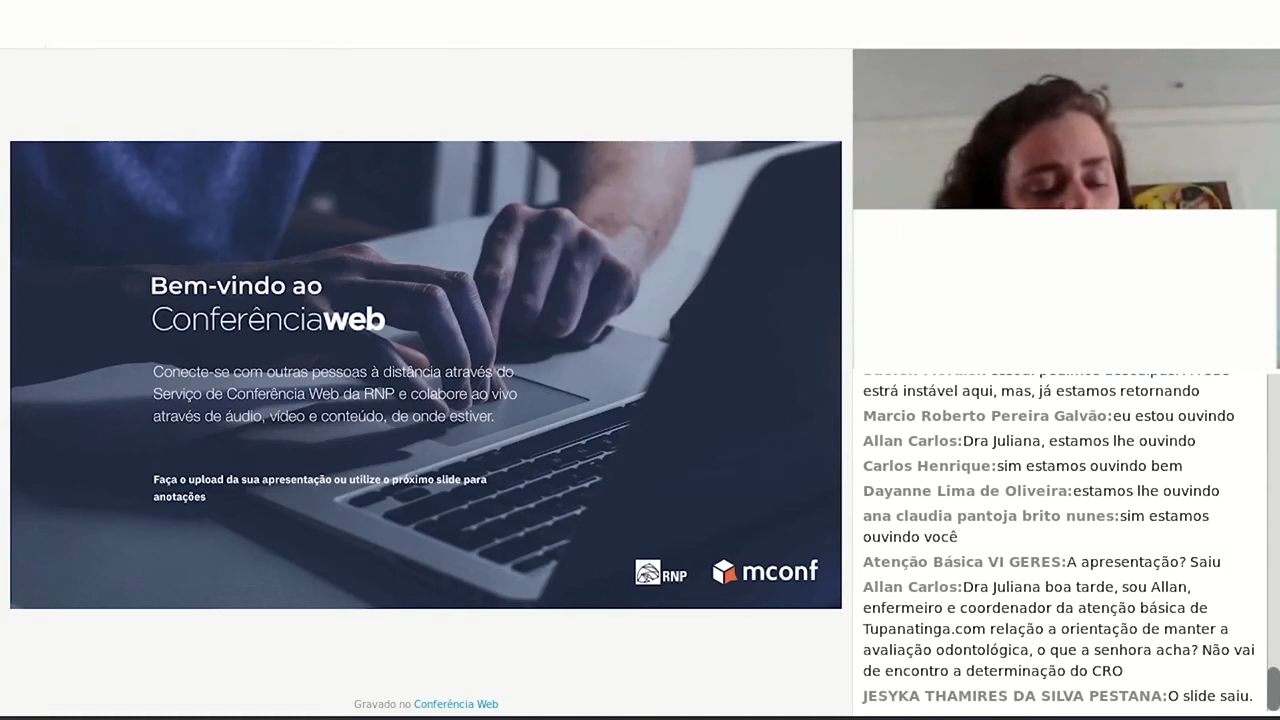 Bem-vindo ao
Conferênciaweb
Conecte-se com outras pessoas à distância através do
Serviço de Conferência Web da RNP e colabore ao vivo
através de áudio, vídeo e conteúdo, de onde estiver.
Faça o upload da sua apresentação ou utilize o próximo slide para
anotações
RNP
mconf
Gravado no Conferência Web
estrá instável aqui, mas, já estamos retornando
Marcio Roberto Pereira Galvão:eu estou ouvindo
Allan Carlos:Dra Juliana, estamos lhe ouvindo
Carlos Henrique:sim estamos ouvindo bem
Dayanne Lima de Oliveira:estamos lhe ouvindo
ana claudia pantoja brito nunes:sim estamos
ouvindo você
Atenção Básica VI GERES:A apresentação? Saiu
Allan Carlos:Dra Juliana boa tarde, sou Allan,
enfermeiro e coordenador da atenção básica de
Tupanatinga.com relação a orientação de manter a
avaliação odontológica, o que a senhora acha? Não vai
de encontro a determinação do CRO
JESYKA THAMIRES DA SILVA PESTANA:O slide saiu.